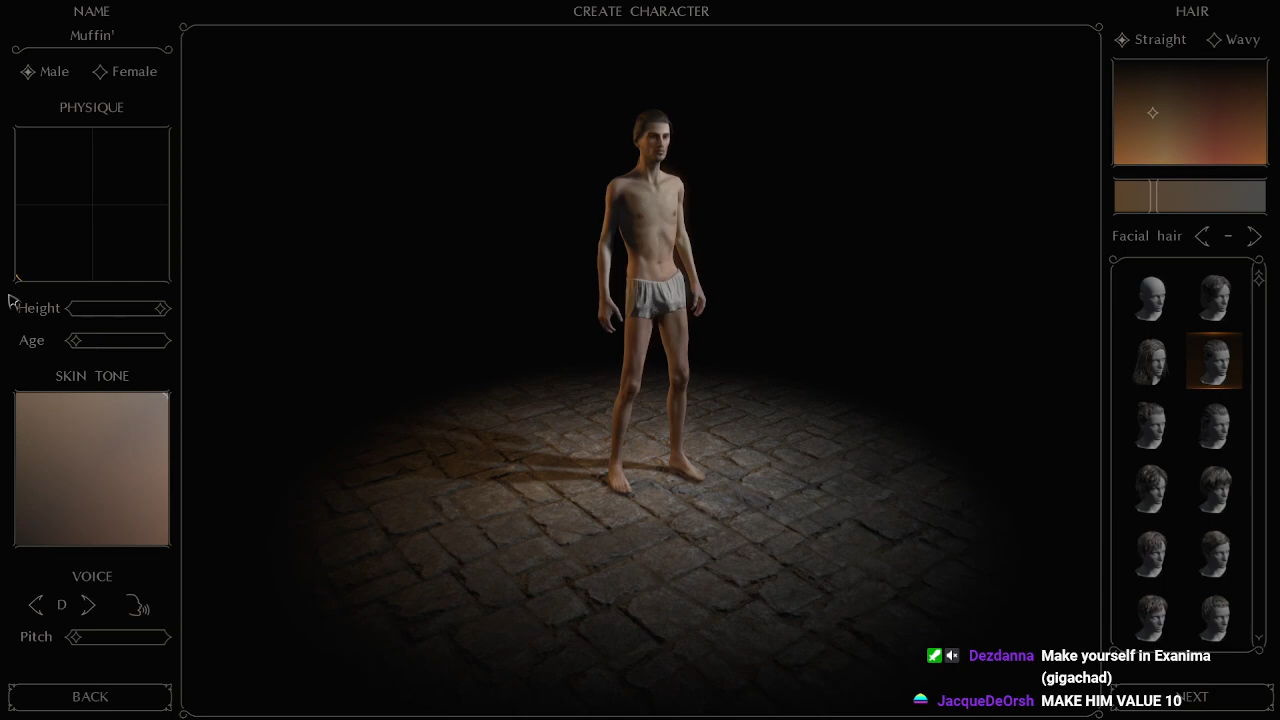 NAME
Muffin'
Male
Female
PHYSIQUE
Height
Age
SKIN TONE
VOICE
D
Pitch
BACK
CREATE CHARACTER
HAIR
Straight
Wavy
Facial hair
-
NEXT
Dezdanna Make yourself in Exanima
(gigachad)
JacqueDeOrsh MAKE HIM VALUE 10